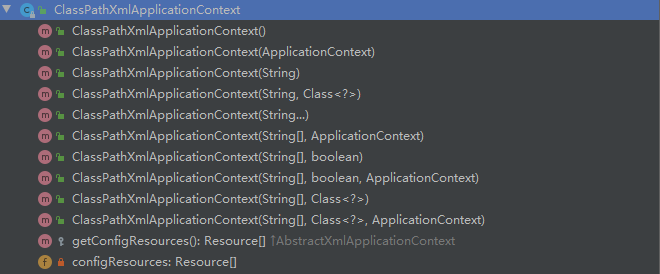 ClassPathXmlApplicationContext
ClassPathXmlApplicationContext()
ClassPathXmlApplicationContext(ApplicationContext)
ClassPathXmlApplicationContext(String)
ClassPathXmlApplicationContext(String, Class<?>)
ClassPathXmlApplicationContext(String...)
ClassPathXmlApplicationContext(String[], ApplicationContext)
ClassPathXmlApplicationContext(String[], boolean)
ClassPathXmlApplicationContext(String[], boolean, ApplicationContext)
ClassPathXmlApplicationContext(String[], Class<?>)
ClassPathXmlApplicationContext(String[], Class<?>, ApplicationContext)
getConfigResources(): Resource[] ↑AbstractXmlApplicationContext
configResources: Resource[]